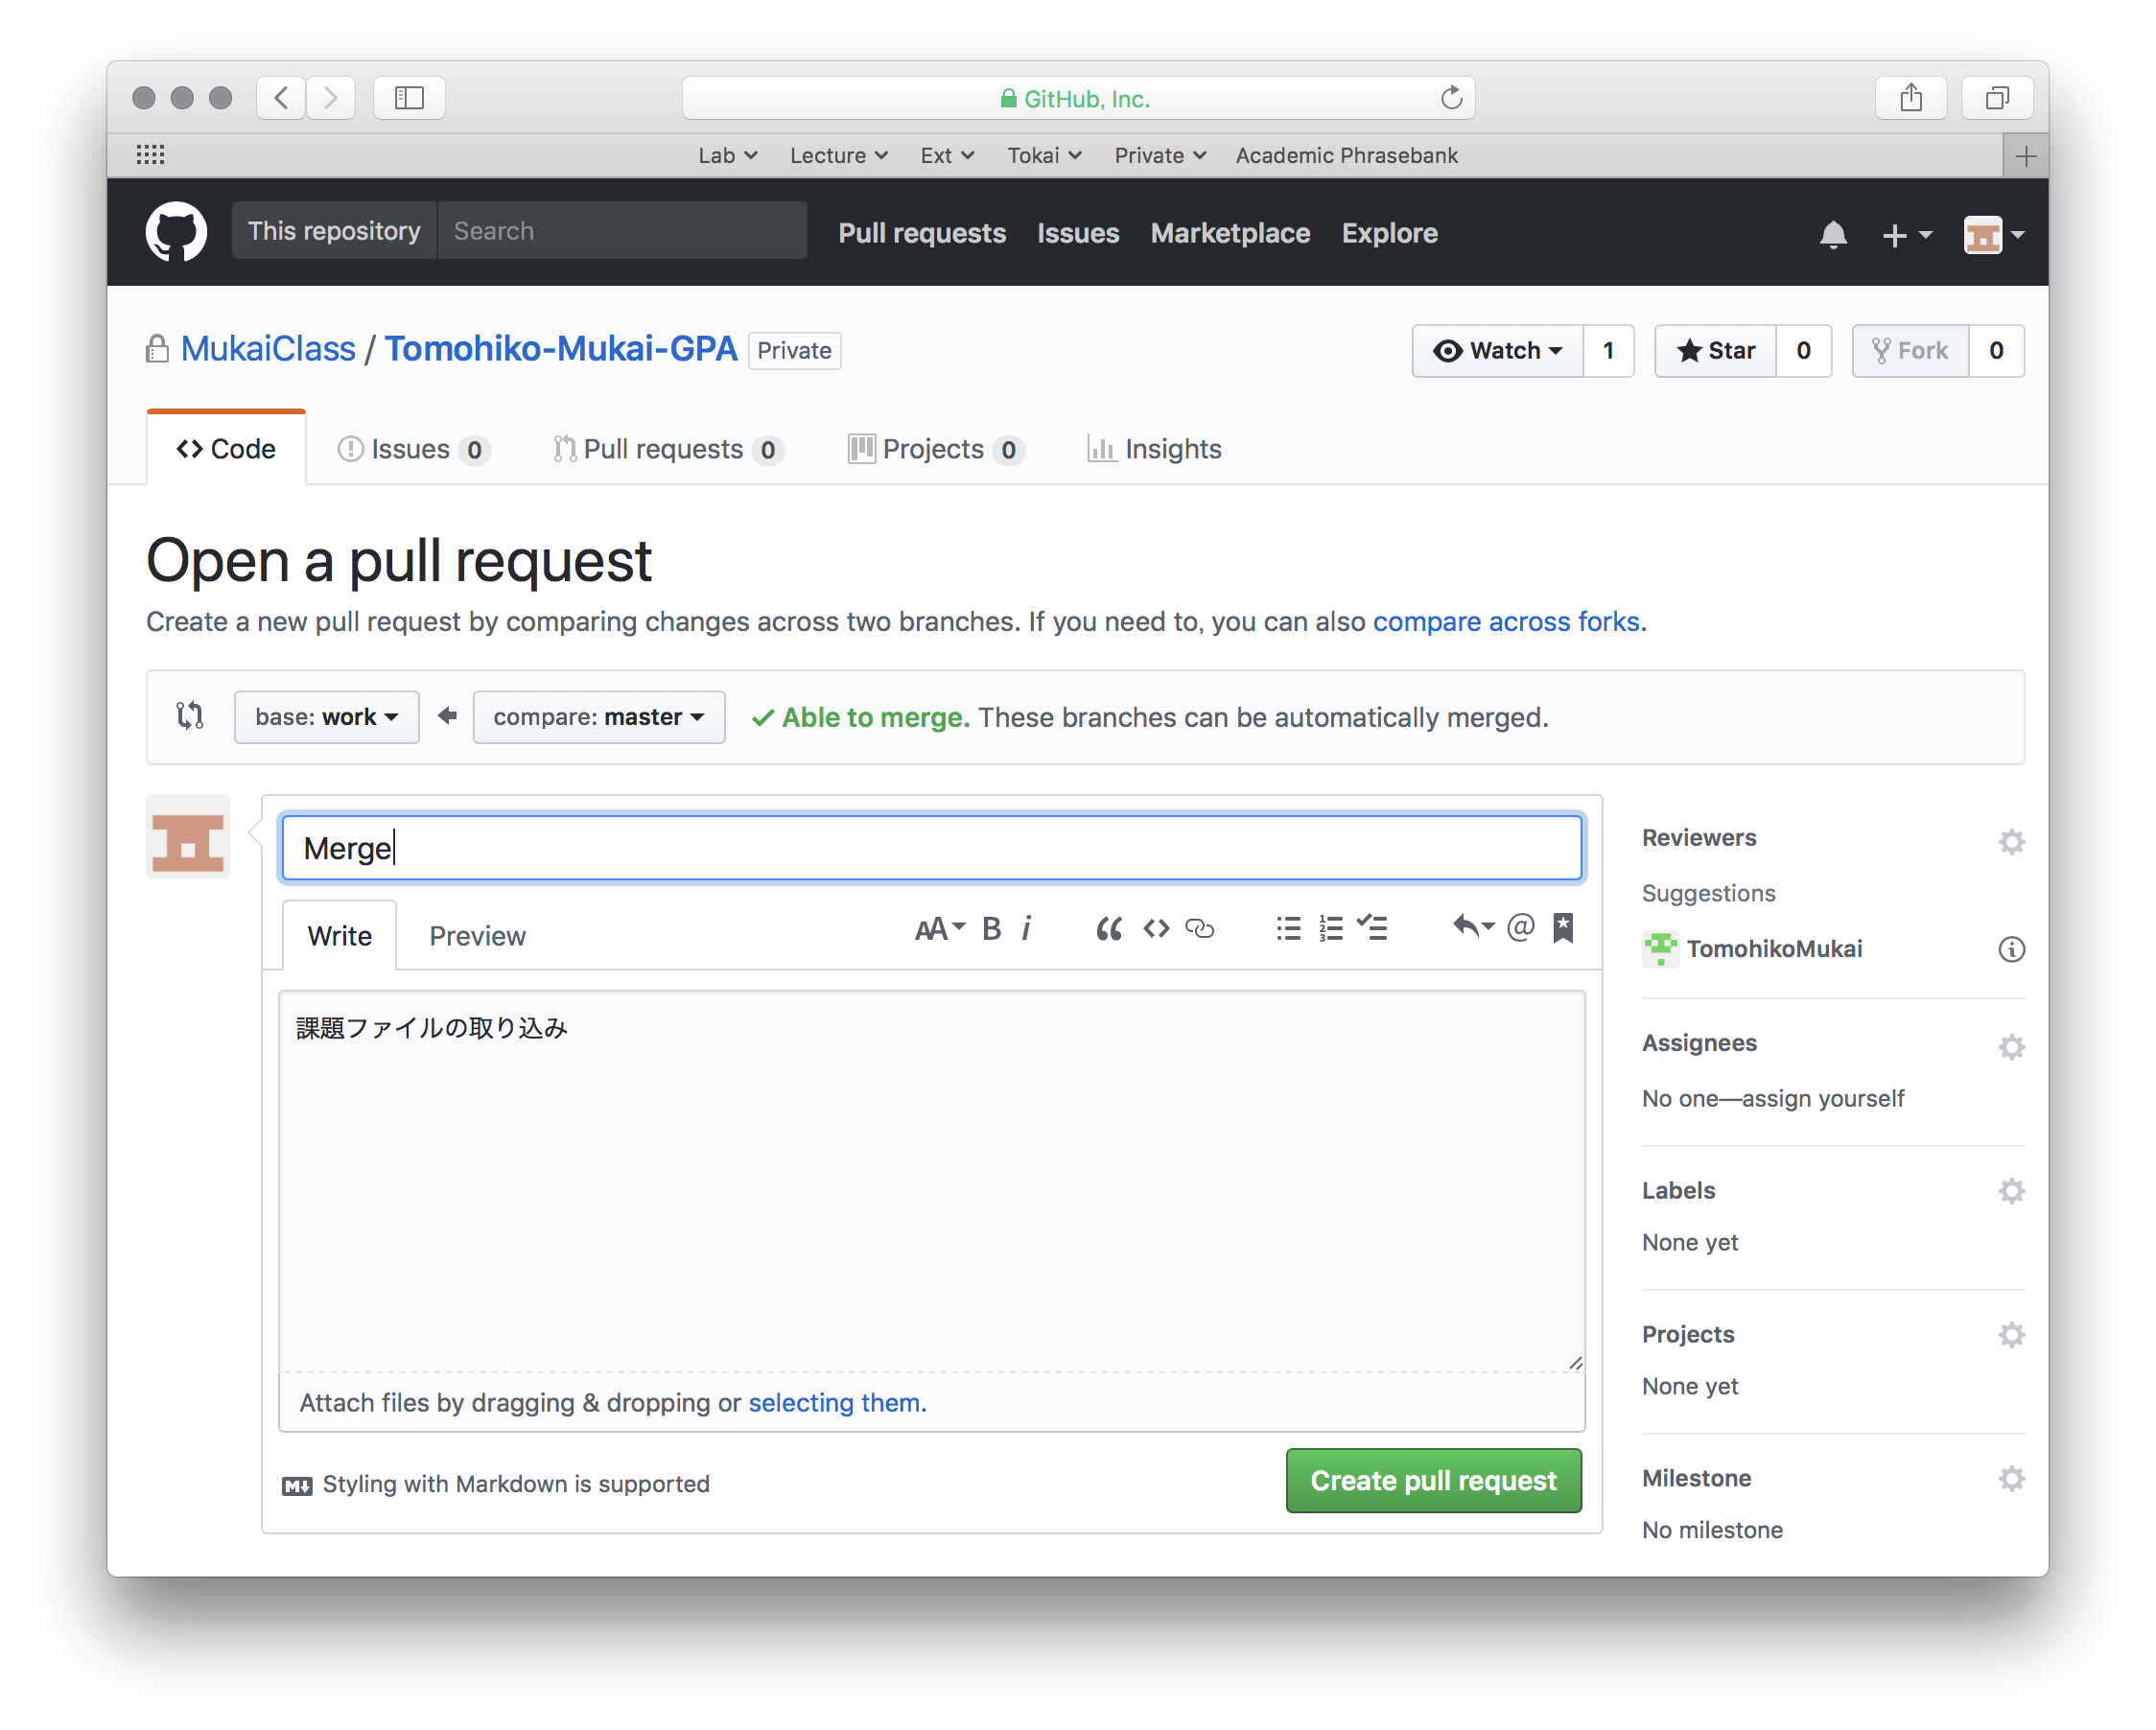 GitHub, Inc.
Lab Lecture Ext Tokai Private Academic Phrasebank
This repository Search Pull requests Issues Marketplace Explore
MukaiClass / Tomohiko-Mukai-GPA Private Watch 1 Star 0 Fork 0
Code Issues 0 Pull requests 0 Projects 0 Insights
Open a pull request
Create a new pull request by comparing changes across two branches. If you need to, you can also compare across forks.
base: work compare: master Able to merge. These branches can be automatically merged.
Merge
Write Preview AA B i @
課題ファイルの取り込み
Attach files by dragging & dropping or selecting them.
Styling with Markdown is supported
Create pull request
Reviewers
Suggestions
TomohikoMukai
Assignees
No one—assign yourself
Labels
None yet
Projects
None yet
Milestone
No milestone